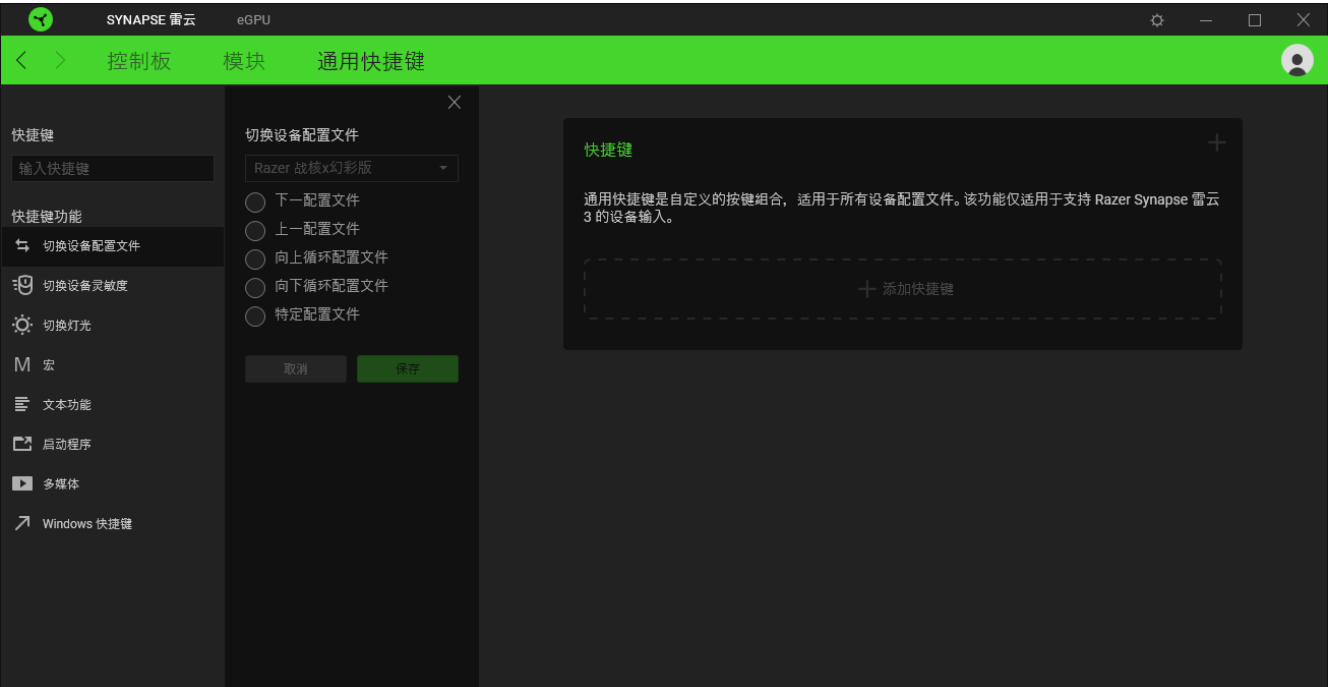 SYNAPSE 雷云
eGPU
控制板
模块
通用快捷键
快捷键
输入快捷键
快捷键功能
切换设备配置文件
切换设备灵敏度
切换灯光
M 宏
文本功能
启动程序
多媒体
Windows 快捷键
切换设备配置文件
Razer 战核x幻彩版
下一配置文件
上一配置文件
向上循环配置文件
向下循环配置文件
特定配置文件
取消
保存
快捷键
通用快捷键是自定义的按键组合，适用于所有设备配置文件。该功能仅适用于支持 Razer Synapse 雷云
3 的设备输入。
添加快捷键